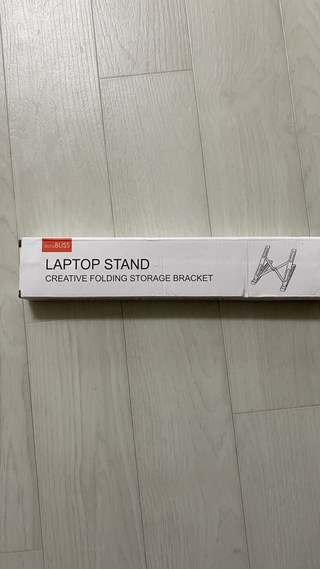 BLISS
LAPTOP STAND
CREATIVE FOLDING STORAGE BRACKET